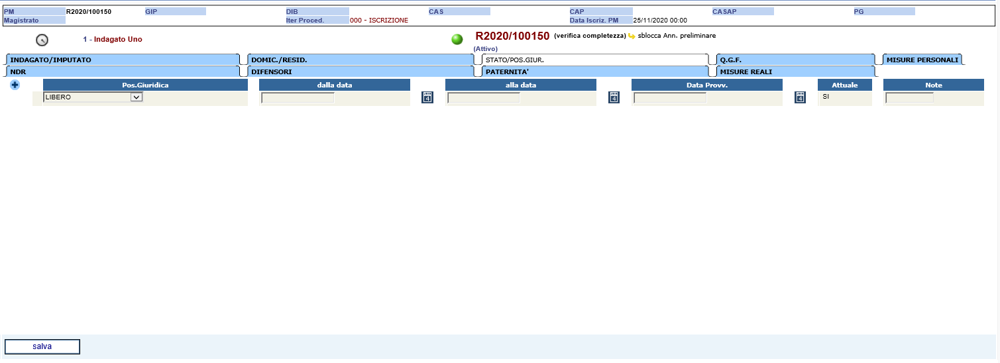 PM R2020/100150 GIP DIB CAS CAP CASAP PG
Magistrato Iter Proced. 000 - ISCRIZIONE Data Iscriz. PM 25/11/2020 00:00
1 - Indagato Uno R2020/100150 (verifica completezza) sblocca Ann. preliminare
(Attivo)
INDAGATO/IMPUTATO DOMIC./RESID. STATO/POS.GIUR. Q.G.F. MISURE PERSONALI
NDR DIFENSORI PATERNITA' MISURE REALI
Pos.Giuridica dalla data alla data Data Provv. Attuale Note
LIBERO 4 4 4 SI
salva